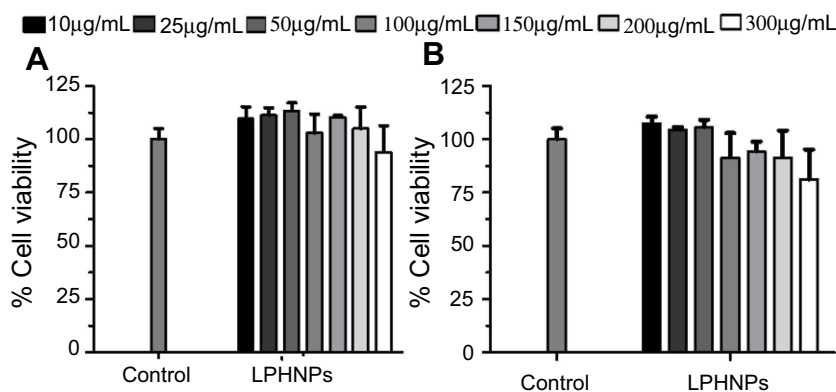 10µg/mL 25µg/mL 50µg/mL 100µg/mL 150µg/mL 200µg/mL 300µg/mL
A
% Cell viability
125
100
75
50
25
0
Control LPHNPs
B
% Cell viability
125
100
75
50
25
0
Control LPHNPs